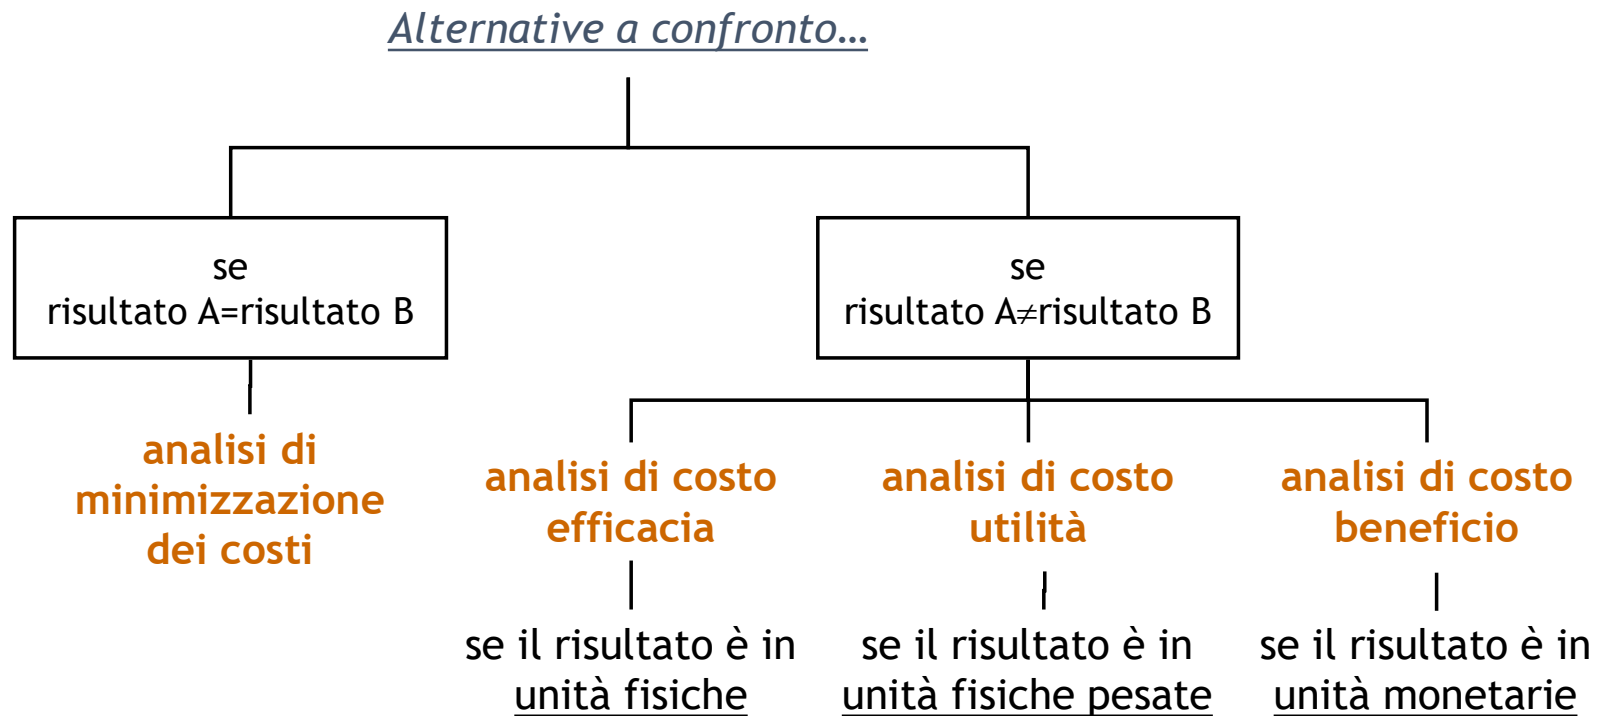 Alternative a confronto…
se
risultato A=risultato B
se
risultato A≠risultato B
analisi di
minimizzazione
dei costi
analisi di costo
efficacia
analisi di costo
utilità
analisi di costo
beneficio
se il risultato è in
unità fisiche
se il risultato è in
unità fisiche pesate
se il risultato è in
unità monetarie